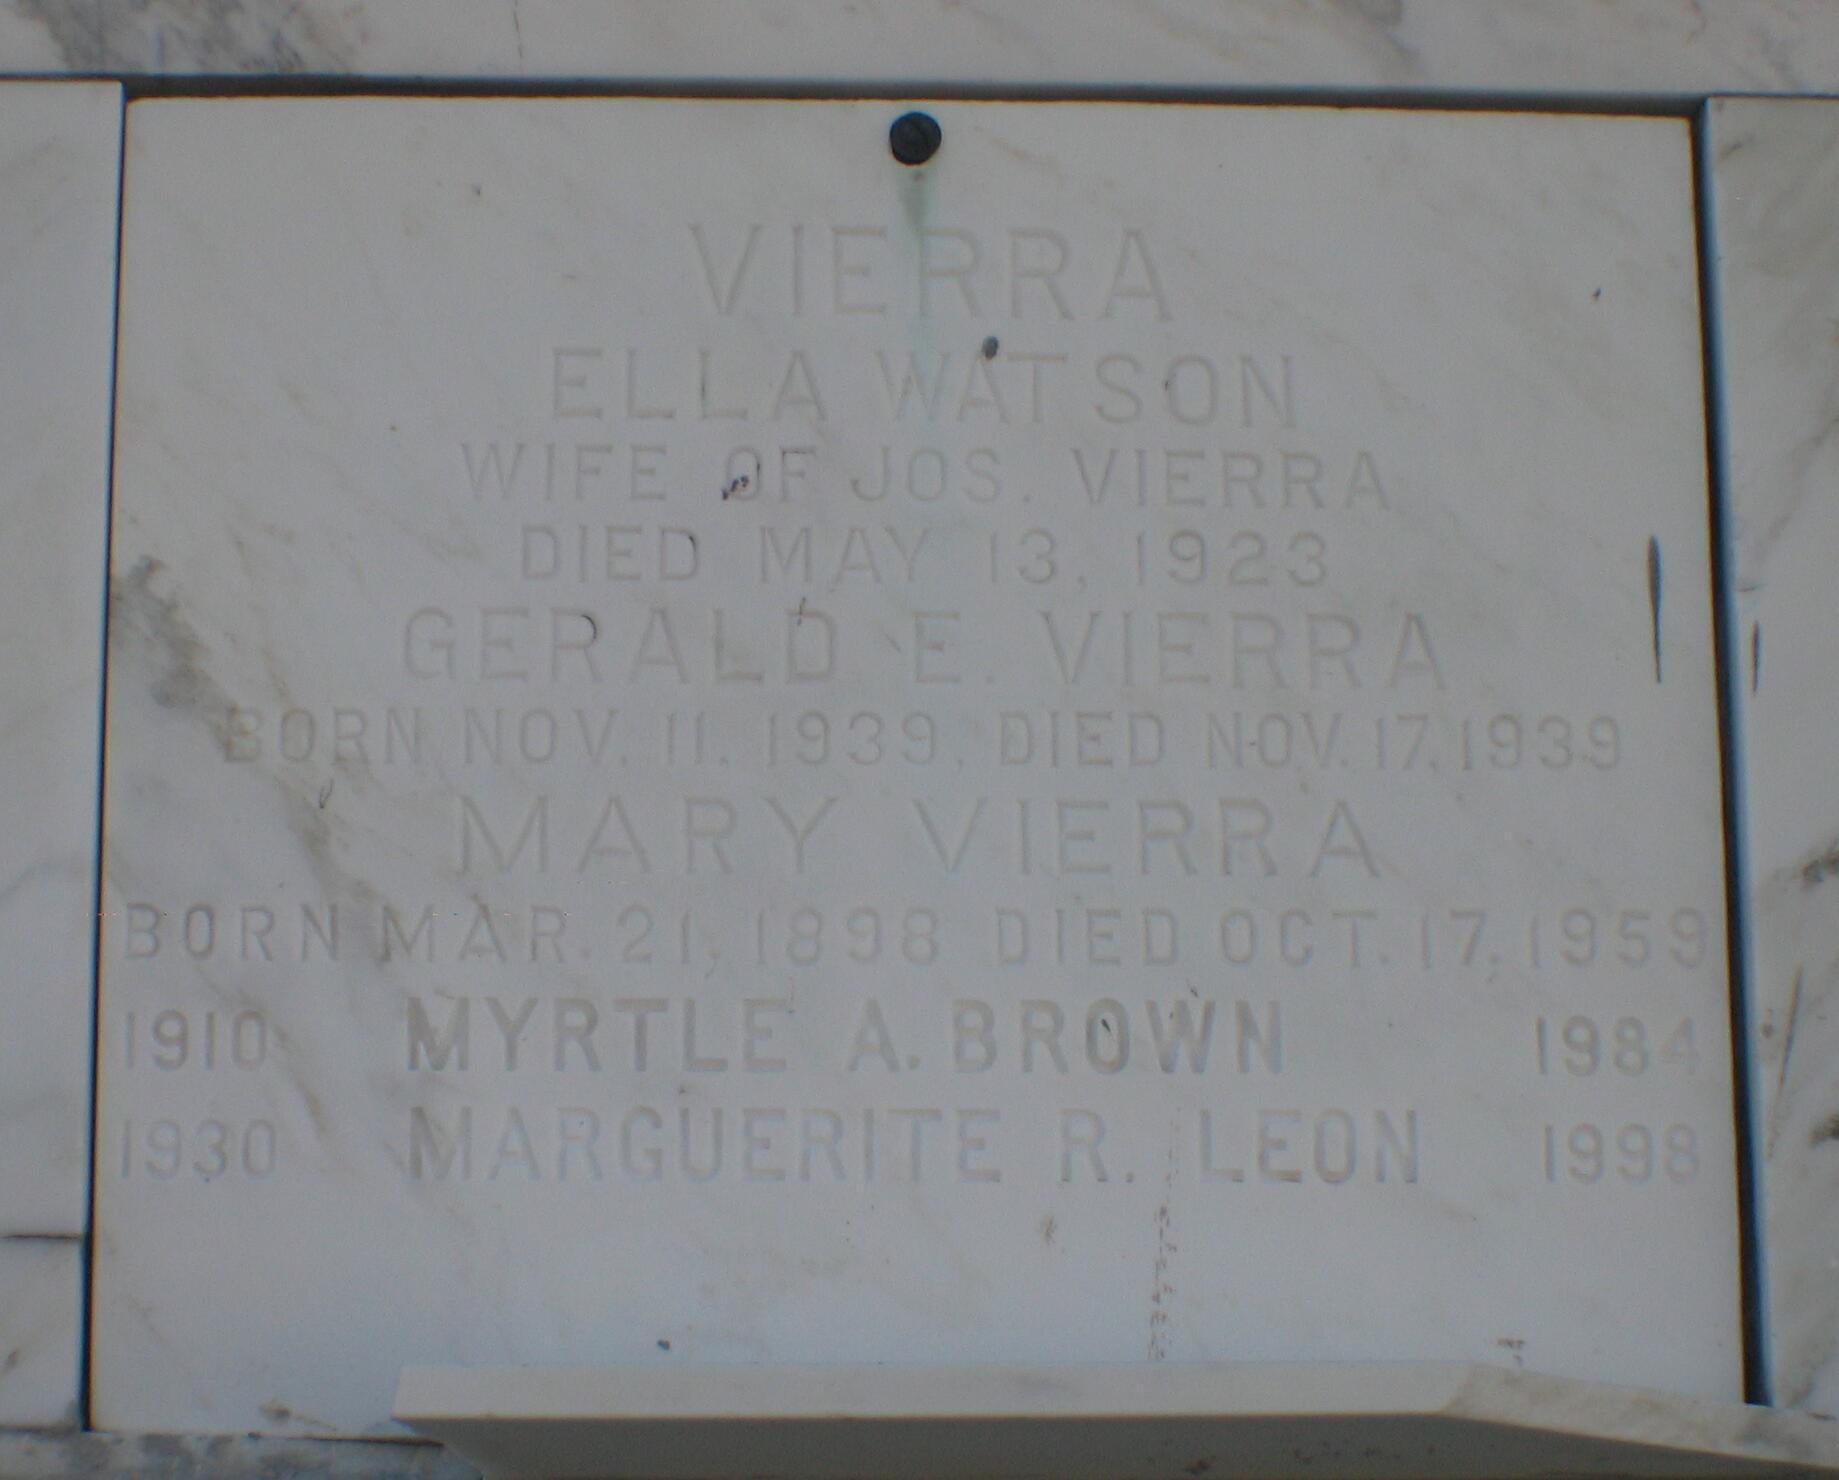 VIERRA
ELLA WATSON
WIFE OF JOS. VIERRA
DIED MAY 13, 1923
GERALD E. VIERRA
BORN NOV. 11, 1939, DIED NOV. 17, 1939
MARY VIERRA
BORN MAR. 21, 1898 DIED OCT. 17, 1959
1910 MYRTLE A. BROWN 1984
1930 MARGUERITE R. LEON 1998